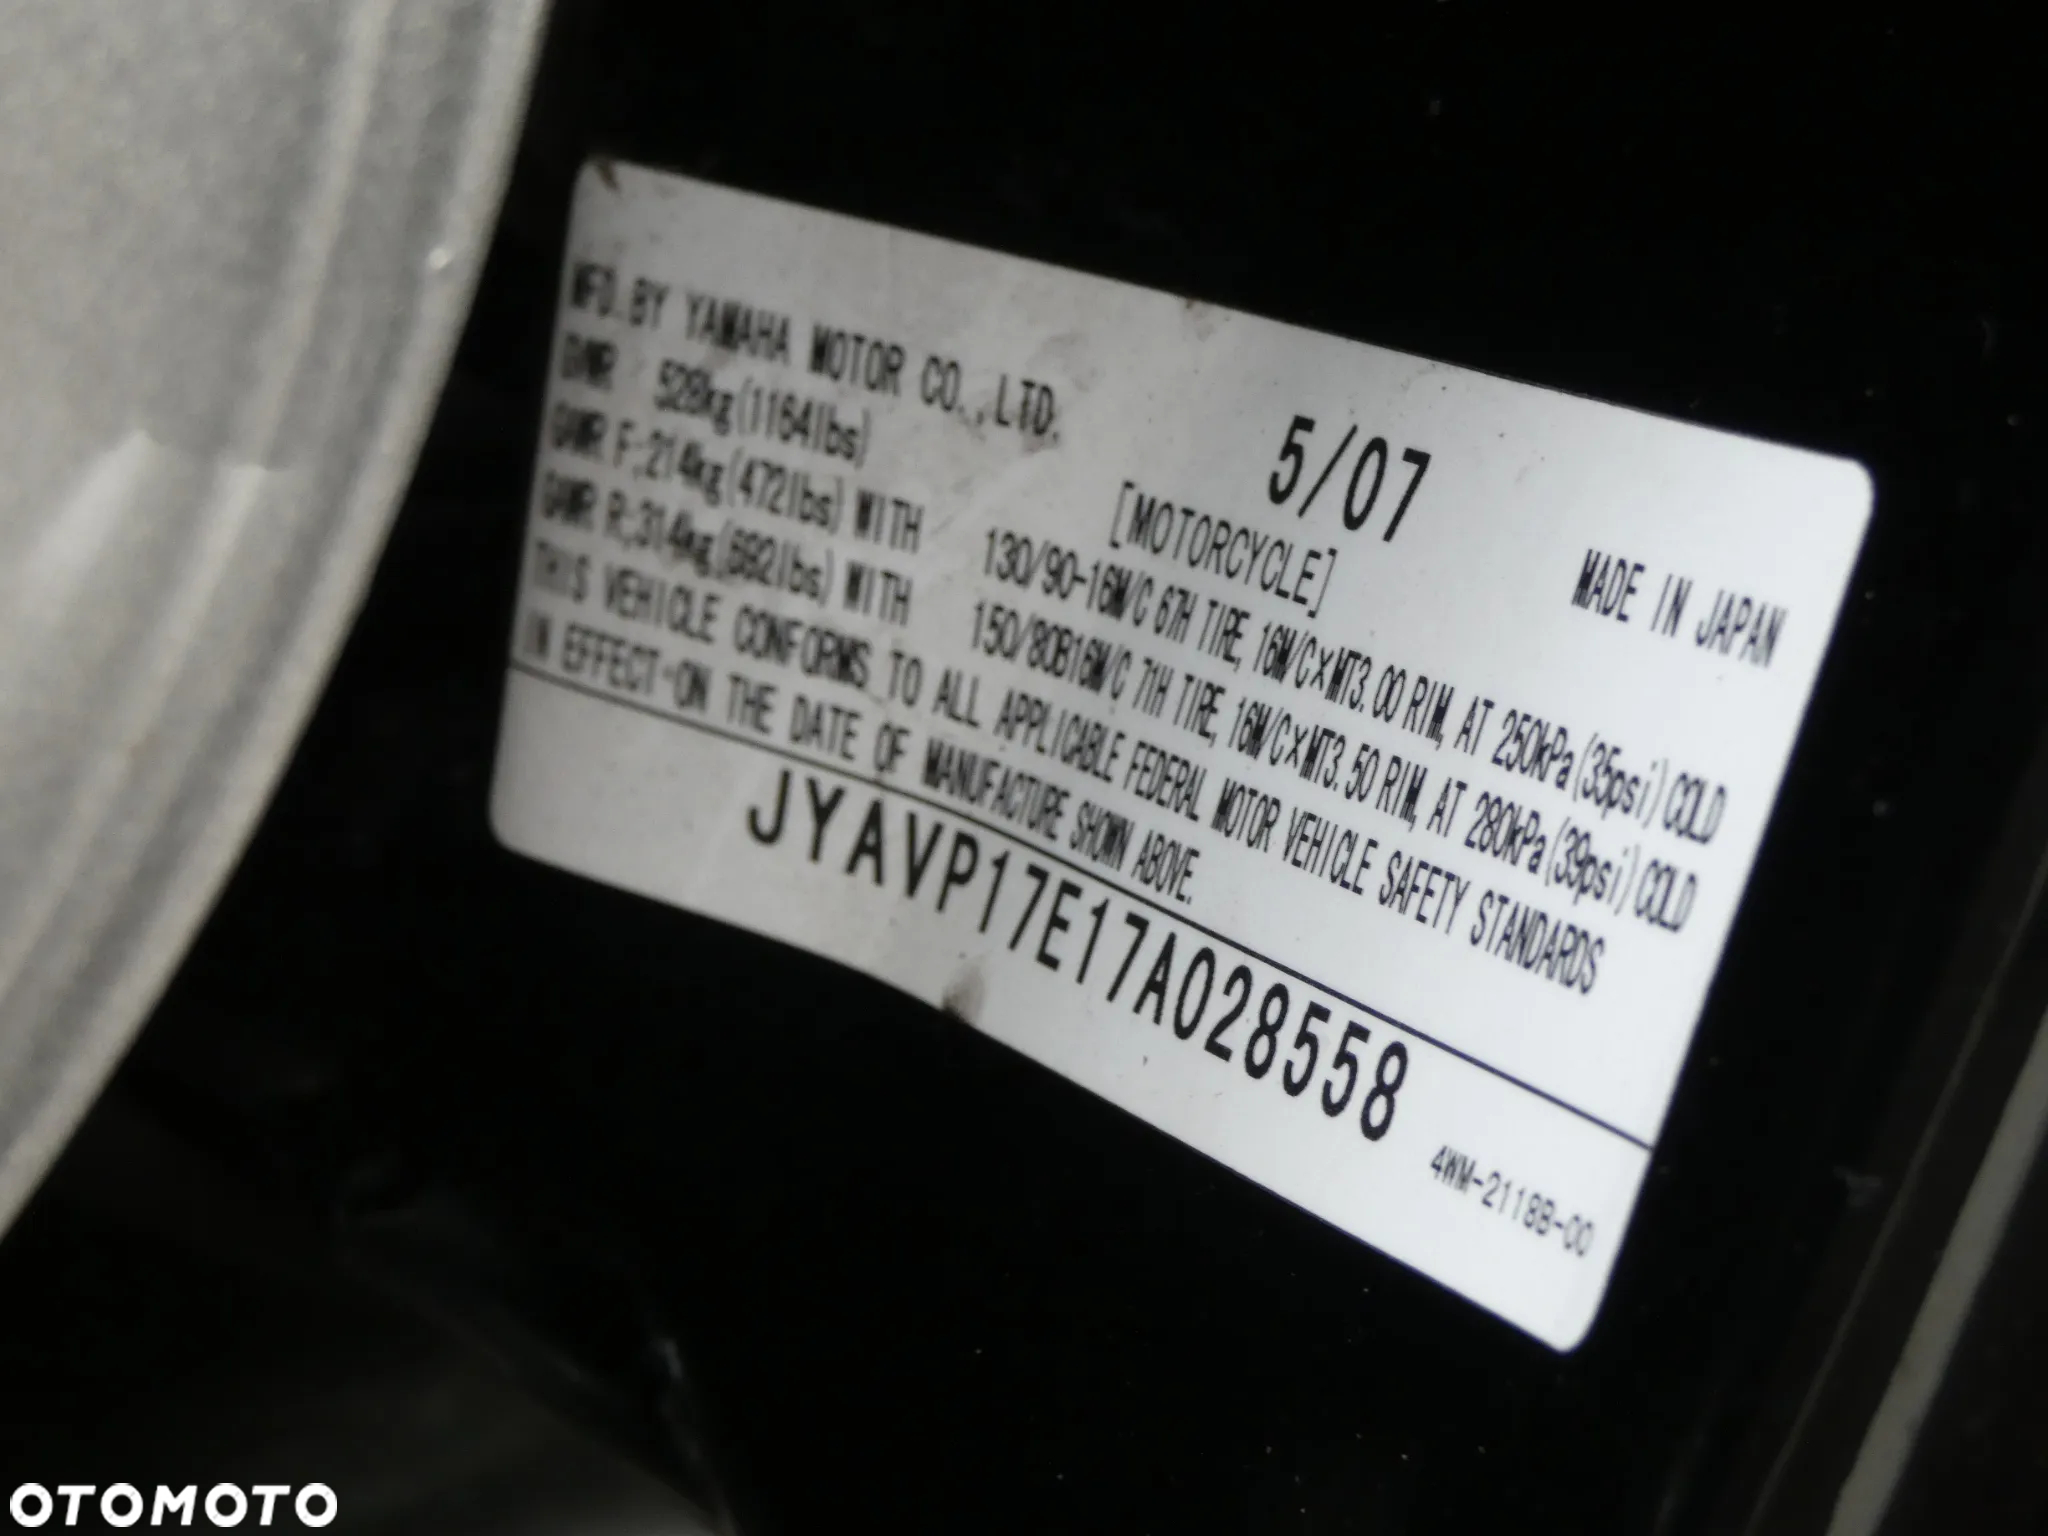 MFD. BY YAMAHA MOTOR CO.,LTD.
5/07
MADE IN JAPAN
GVWR 528kg(1164lbs)
[MOTORCYCLE]
GAWR F;214kg(472lbs) WITH 130/90-16M/C 67H TIRE, 16M/C×MT3.00 RIM, AT 250kPa(35psi) COLD
GAWR R;314kg(692lbs) WITH 150/80B16M/C 71H TIRE, 16M/C×MT3.50 RIM, AT 280kPa(39psi) COLD
THIS VEHICLE CONFORMS TO ALL APPLICABLE FEDERAL MOTOR VEHICLE SAFETY STANDARDS
IN EFFECT ON THE DATE OF MANUFACTURE SHOWN ABOVE.
JYAVP17E17A028558
4WM-2118B-00
OTOMOTO